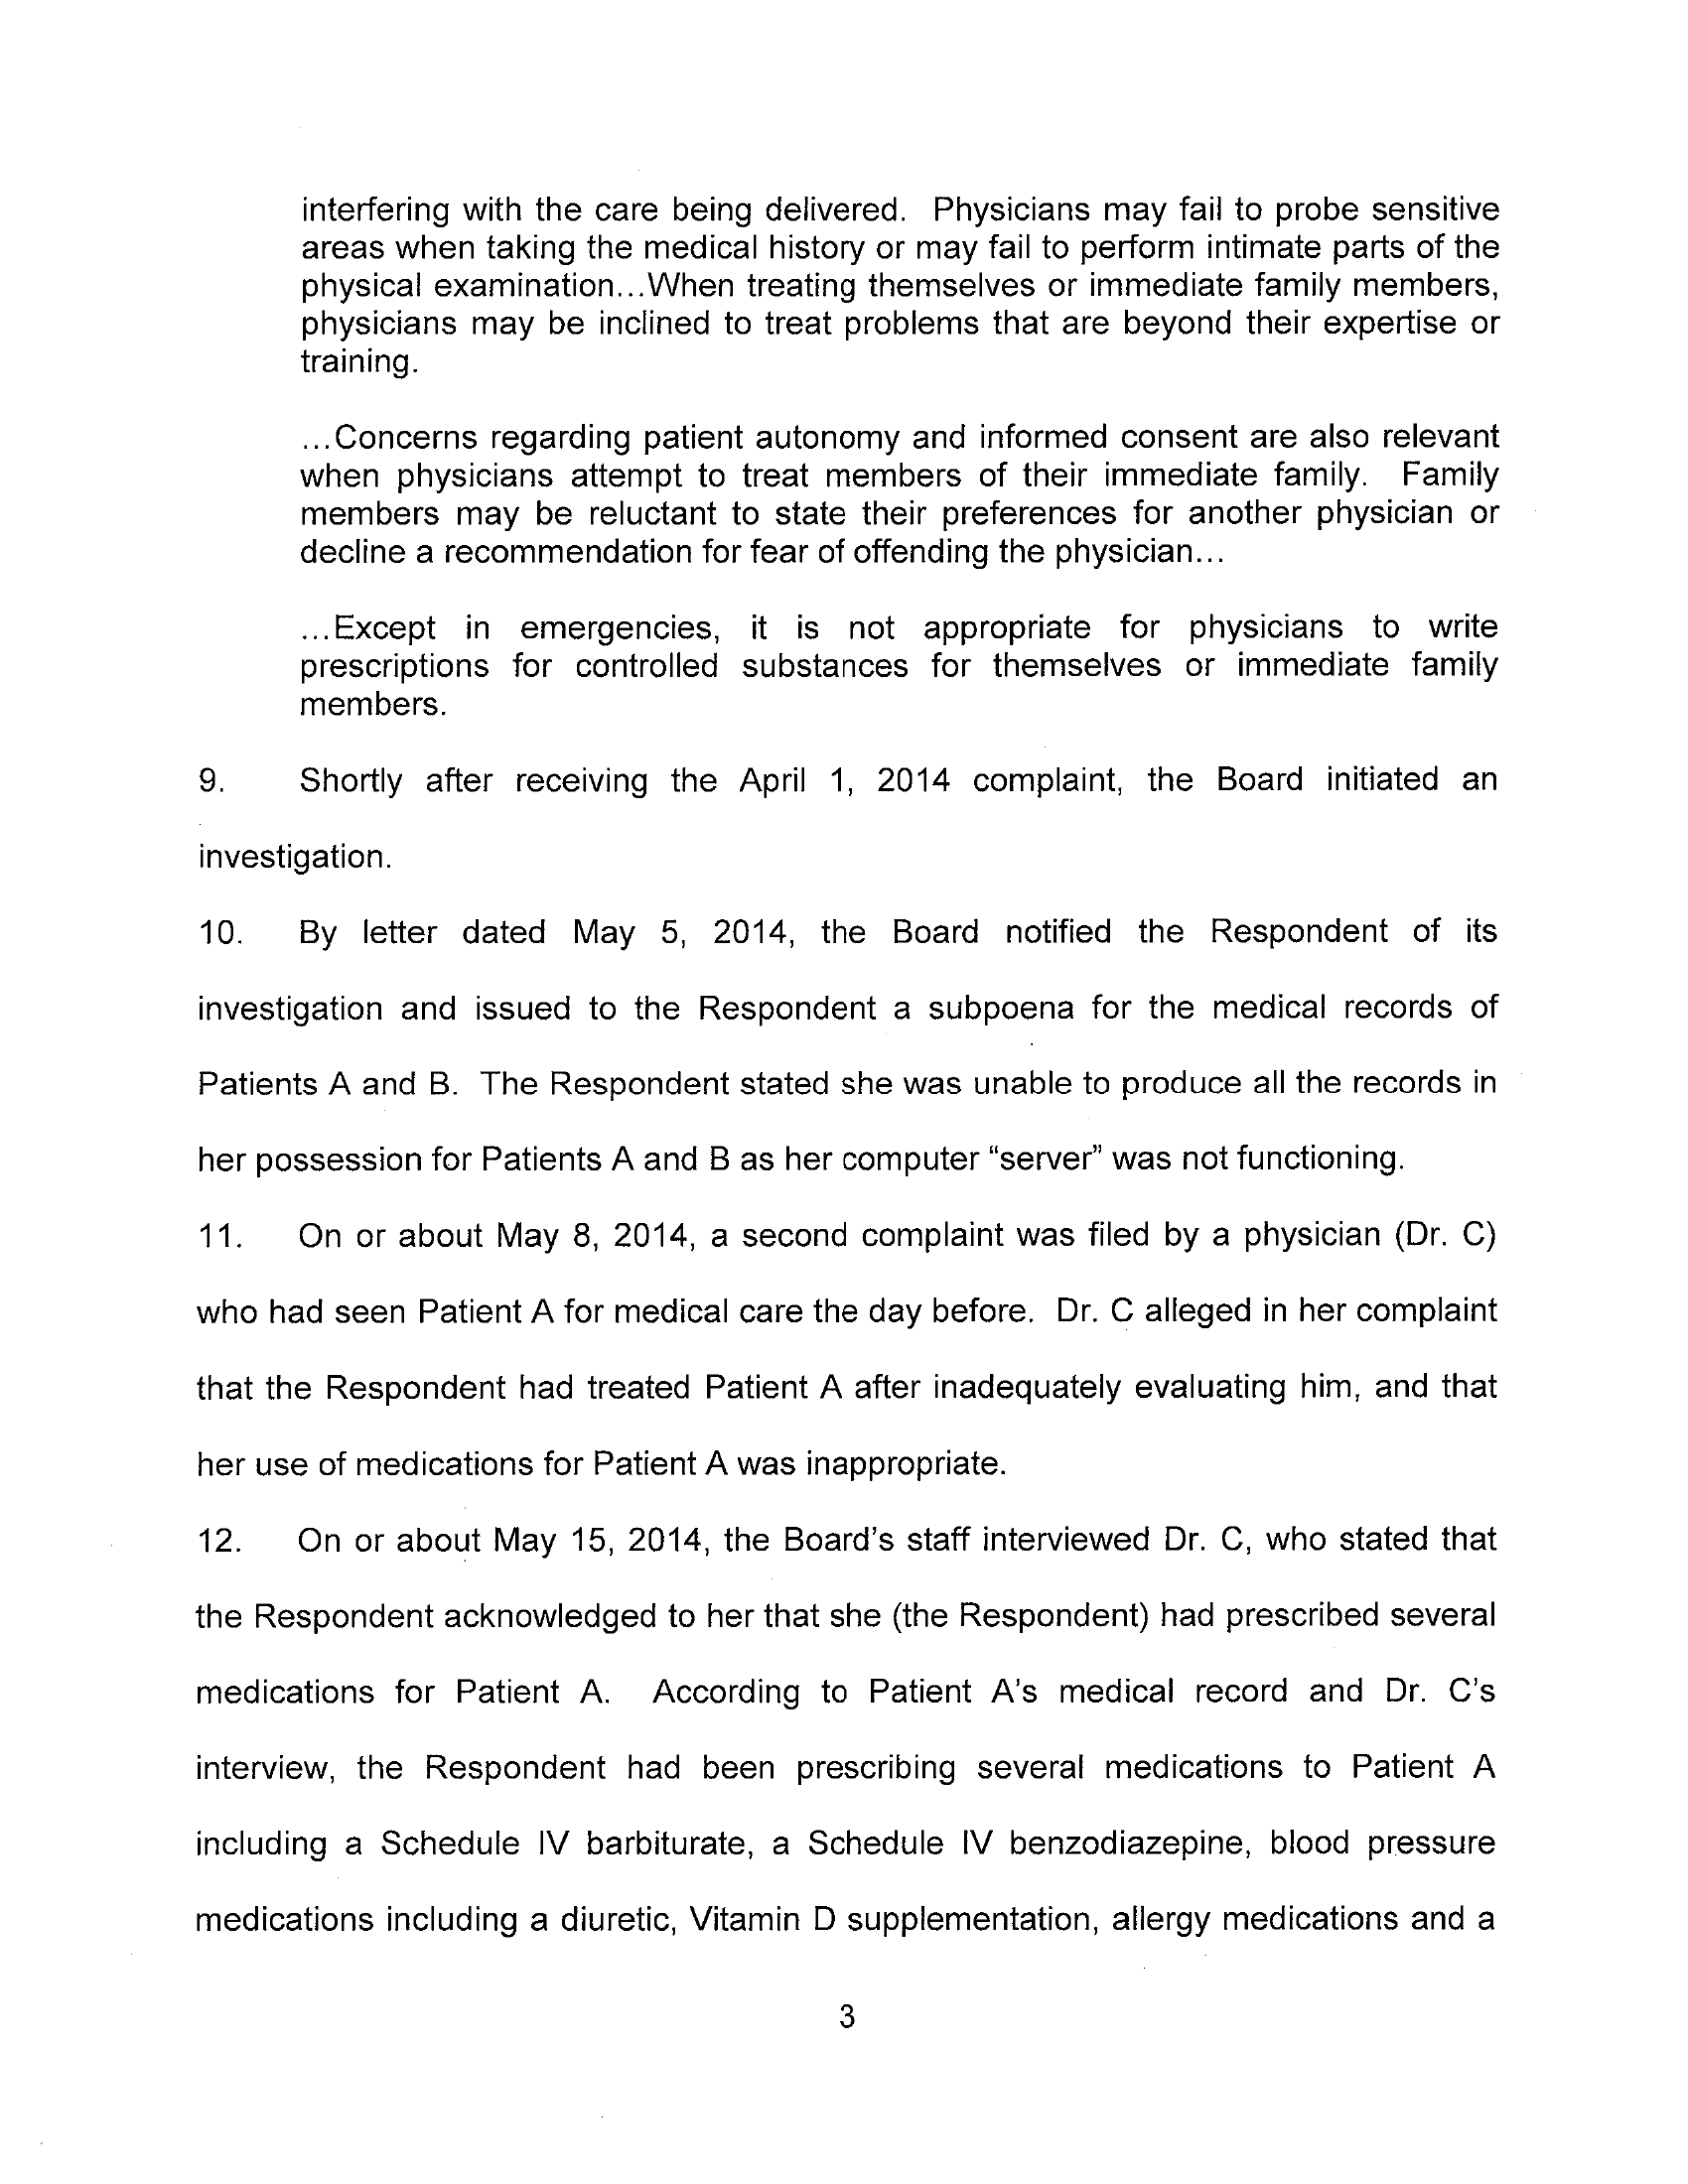 interfering with the care being delivered. Physicians may fail to probe sensitive
areas when taking the medical history or may fail to perform intimate parts of the
physical examination...When treating themselves or immediate family members,
physicians may be inclined to treat problems that are beyond their expertise or
training.
...Concerns regarding patient autonomy and informed consent are also relevant
when physicians attempt to treat members of their immediate family. Family
members may be reluctant to state their preferences for another physician or
decline a recommendation for fear of offending the physician...
...Except in emergencies, it is not appropriate for physicians to write
prescriptions for controlled substances for themselves or immediate family
members.
9. Shortly after receiving the April 1, 2014 complaint, the Board initiated an
investigation.
10. By letter dated May 5, 2014, the Board notified the Respondent of its
investigation and issued to the Respondent a subpoena for the medical records of
Patients A and B. The Respondent stated she was unable to produce all the records in
her possession for Patients A and B as her computer “server” was not functioning.
11. On or about May 8, 2014, a second complaint was filed by a physician (Dr. C)
who had seen Patient A for medical care the day before. Dr. C alleged in her complaint
that the Respondent had treated Patient A after inadequately evaluating him, and that
her use of medications for Patient A was inappropriate.
12. On or about May 15, 2014, the Board’s staff interviewed Dr. C, who stated that
the Respondent acknowledged to her that she (the Respondent) had prescribed several
medications for Patient A. According to Patient A’s medical record and Dr. C’s
interview, the Respondent had been prescribing several medications to Patient A
including a Schedule IV barbiturate, a Schedule IV benzodiazepine, blood pressure
medications including a diuretic, Vitamin D supplementation, allergy medications and a
3